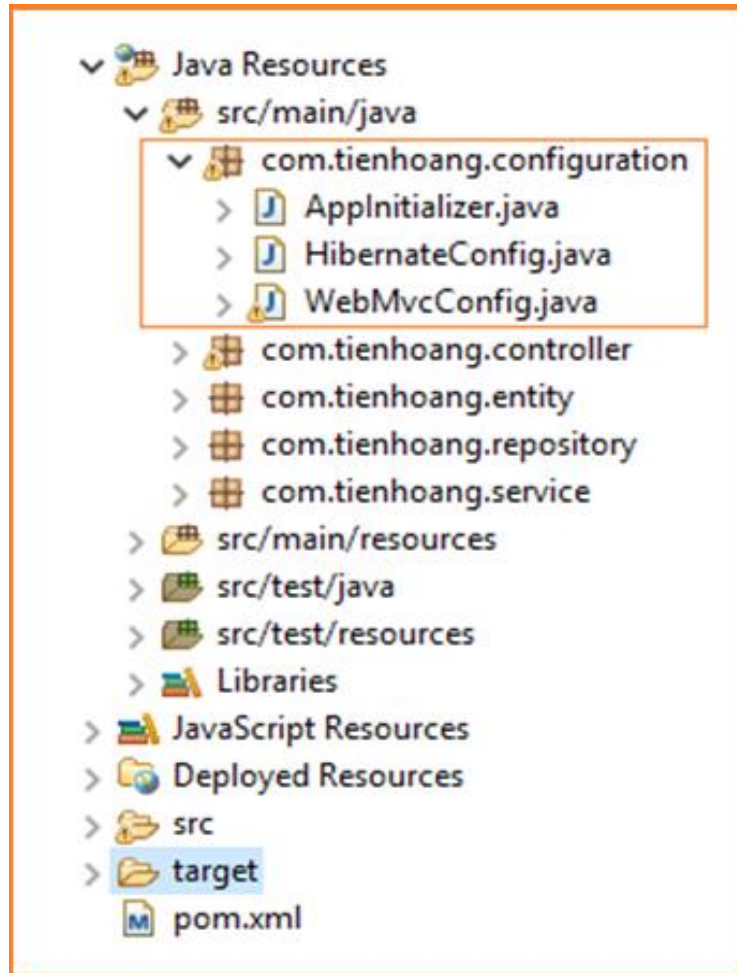 Java Resources
src/main/java
com.tienhoang.configuration
AppInitializer.java
HibernateConfig.java
WebMvcConfig.java
com.tienhoang.controller
com.tienhoang.entity
com.tienhoang.repository
com.tienhoang.service
src/main/resources
src/test/java
src/test/resources
Libraries
JavaScript Resources
Deployed Resources
src
target
pom.xml